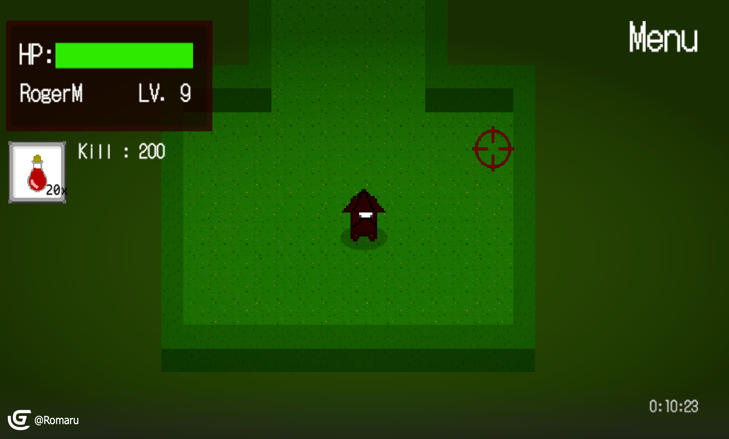 HP:
Menu
RogerM LV. 9
Kill : 200
20x
0:10:23
@Romaru